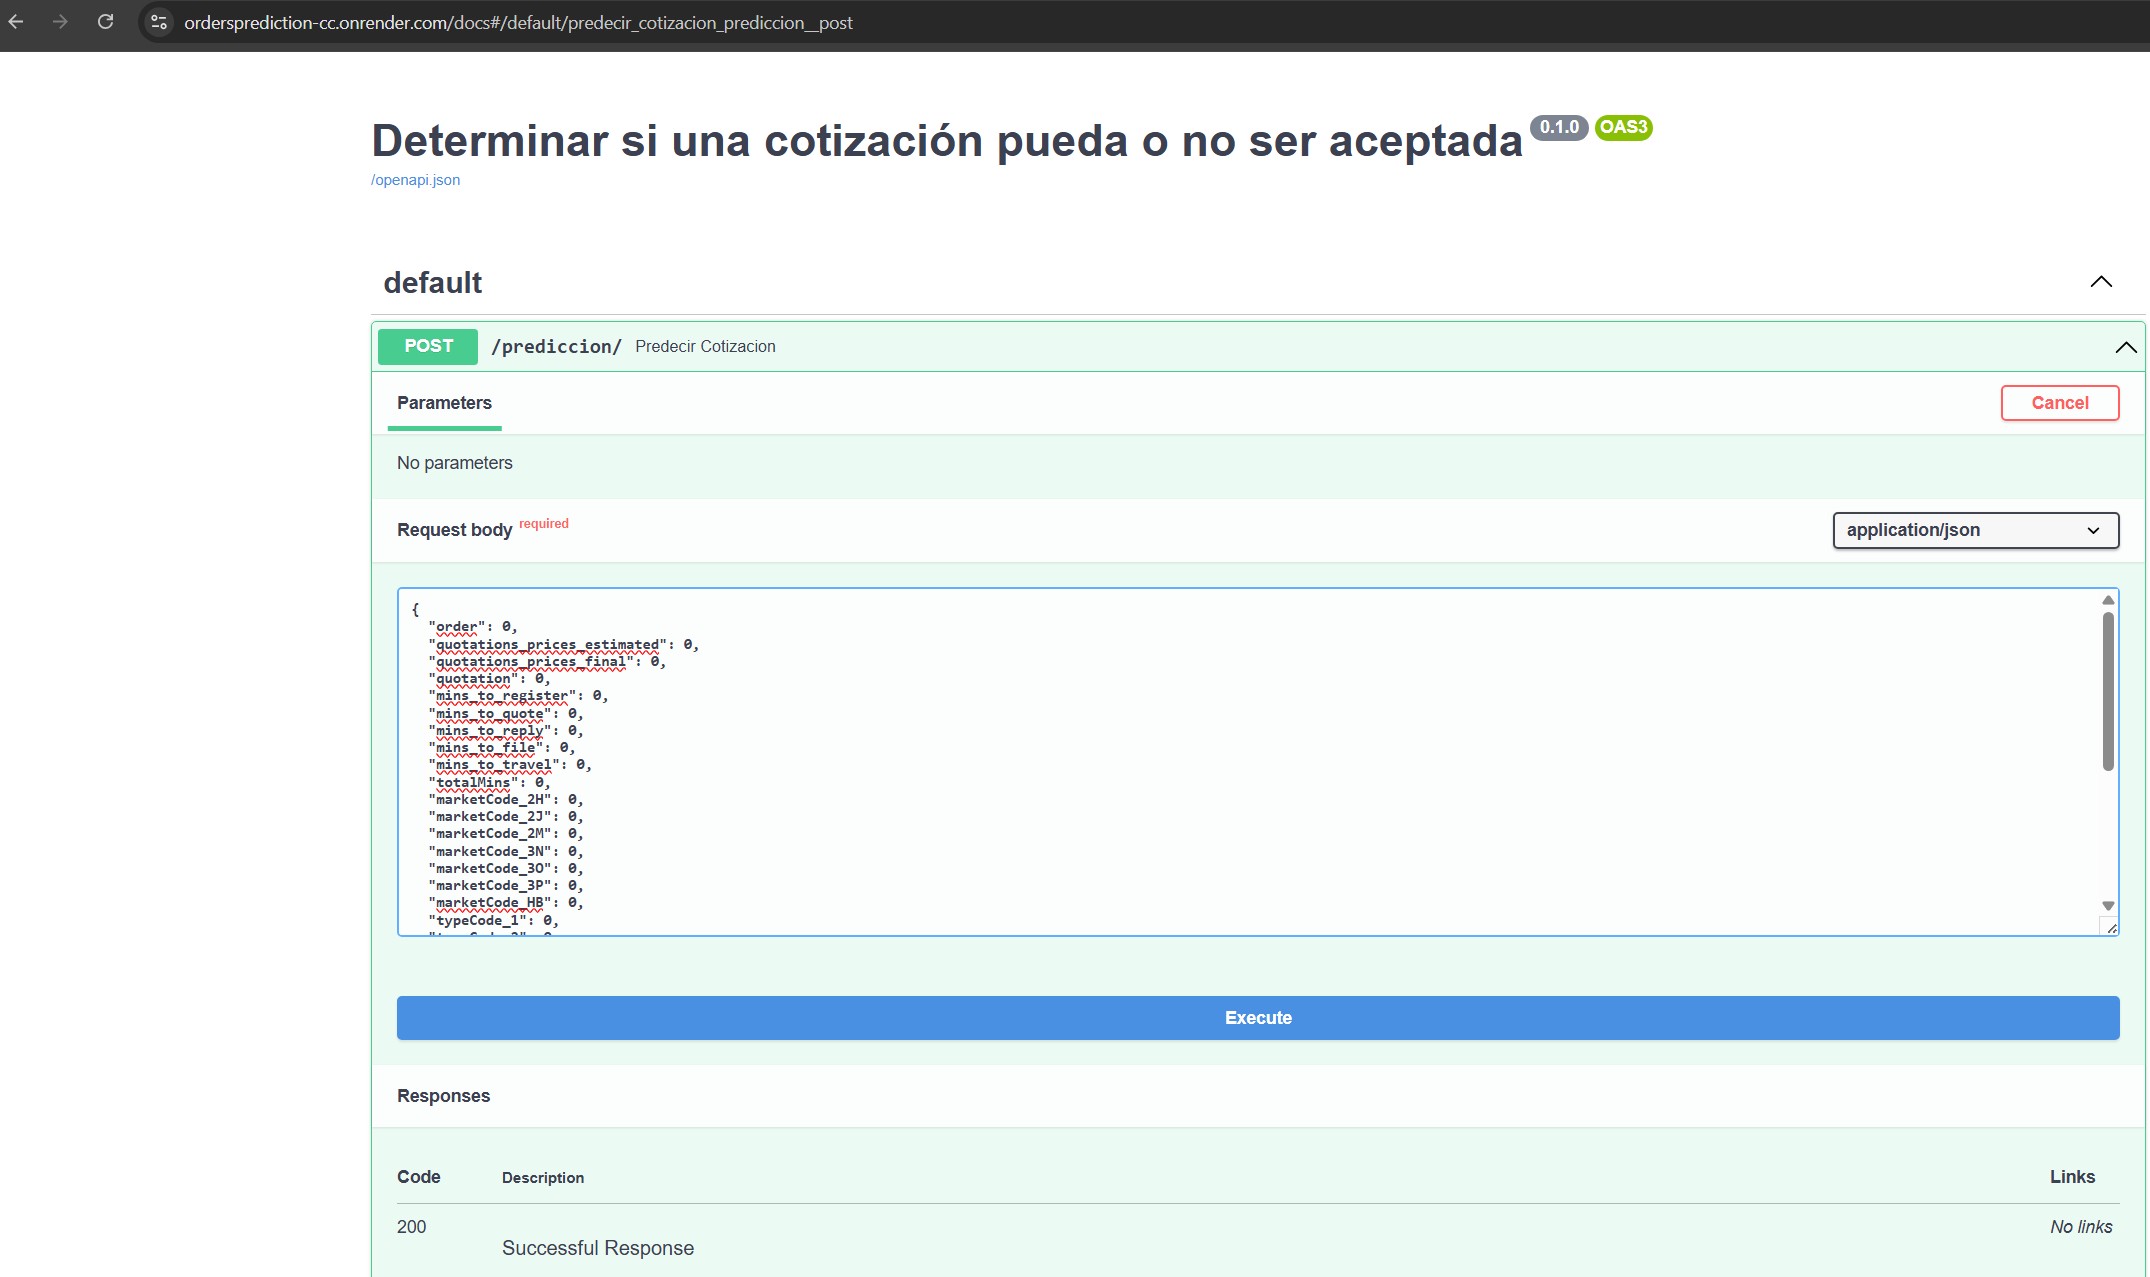 ordersprediction-cc.onrender.com/docs#/default/predecir_cotizacion_prediccion__post
Determinar si una cotización pueda o no ser aceptada 0.1.0 OAS3
/openapi.json
default
POST /prediccion/ Predecir Cotizacion
Parameters Cancel
No parameters
Request body required application/json
{
"order": 0,
"quotations_prices_estimated": 0,
"quotations_prices_final": 0,
"quotation": 0,
"mins_to_register": 0,
"mins_to_quote": 0,
"mins_to_reply": 0,
"mins_to_file": 0,
"mins_to_travel": 0,
"totalMins": 0,
"marketCode_2H": 0,
"marketCode_2J": 0,
"marketCode_2M": 0,
"marketCode_3N": 0,
"marketCode_3O": 0,
"marketCode_3P": 0,
"marketCode_HB": 0,
"typeCode_1": 0,
Execute
Responses
Code Description Links
200 No links
Successful Response